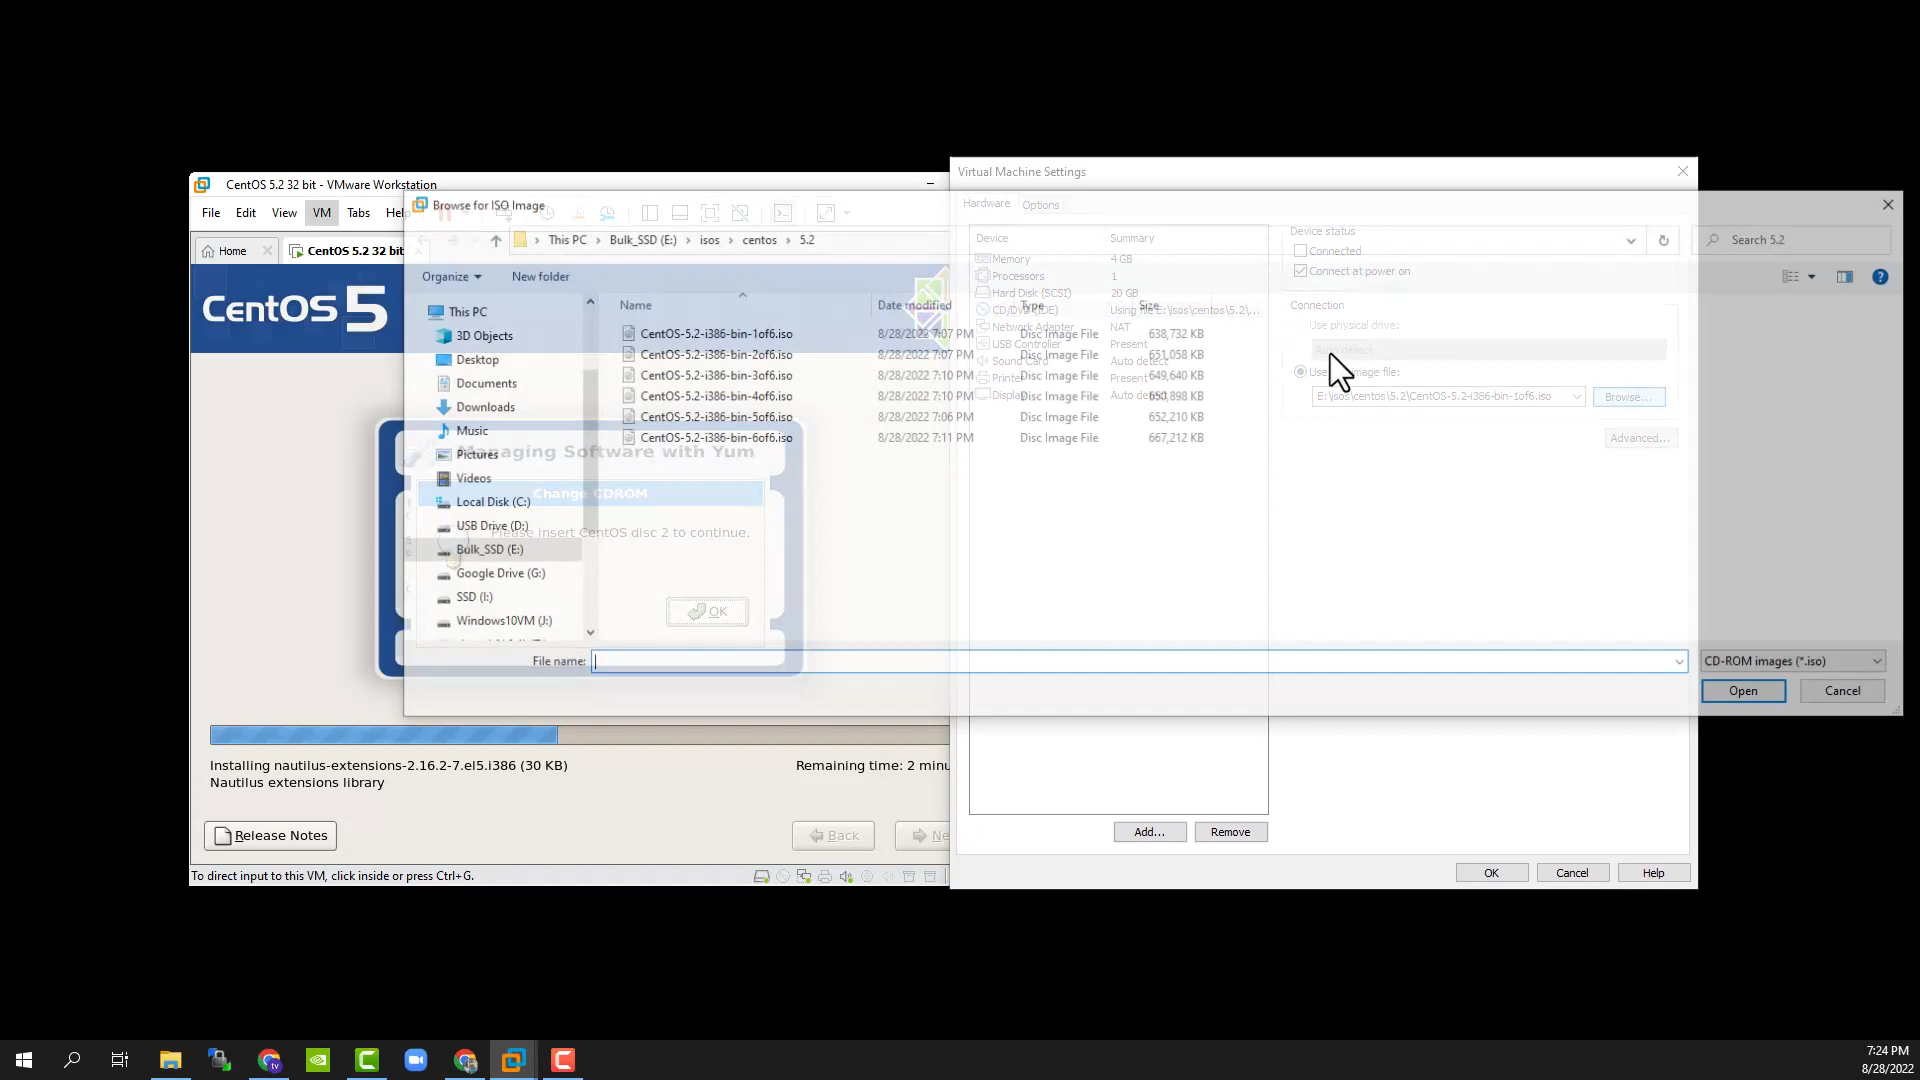 CentOS 5.2 32 bit - VMware Workstation
File Edit View VM Tabs Help
Home
CentOS 5.2 32 bit
CentOS 5
Managing Software with Yum
Change CDROM
Please insert CentOS disc 2 to continue.
OK
Installing nautilus-extensions-2.16.2-7.el5.i386 (30 KB)
Nautilus extensions library
Remaining time: 2 minu
Release Notes
Back
Ne
To direct input to this VM, click inside or press Ctrl+G.
Browse for ISO Image
This PC › Bulk_SSD (E:) › isos › centos › 5.2
Search 5.2
Organize
New folder
This PC
3D Objects
Desktop
Documents
Downloads
Music
Pictures
Videos
Local Disk (C:)
USB Drive (D:)
Bulk_SSD (E:)
Google Drive (G:)
SSD (I:)
Windows10VM (J:)
Name Date modified Type Size
CentOS-5.2-i386-bin-1of6.iso 8/28/2022 7:07 PM Disc Image File 638,732 KB
CentOS-5.2-i386-bin-2of6.iso 8/28/2022 7:07 PM Disc Image File 651,058 KB
CentOS-5.2-i386-bin-3of6.iso 8/28/2022 7:10 PM Disc Image File 649,640 KB
CentOS-5.2-i386-bin-4of6.iso 8/28/2022 7:10 PM Disc Image File 650,898 KB
CentOS-5.2-i386-bin-5of6.iso 8/28/2022 7:06 PM Disc Image File 652,210 KB
CentOS-5.2-i386-bin-6of6.iso 8/28/2022 7:11 PM Disc Image File 667,212 KB
File name:
CD-ROM images (*.iso)
Open
Cancel
Virtual Machine Settings
Hardware Options
Device Summary
Memory 4 GB
Processors 1
Hard Disk (SCSI) 20 GB
CD/DVD (IDE) Using file E:\isos\centos\5.2\...
Network Adapter NAT
USB Controller Present
Sound Card Auto detect
Printer Present
Display Auto detect
Device status
Connected
Connect at power on
Connection
Use physical drive:
Auto detect
Use image file:
E:\isos\centos\5.2\CentOS-5.2-i386-bin-1of6.iso
Browse...
Advanced...
Add...
Remove
OK
Cancel
Help
tv
7:24 PM
8/28/2022